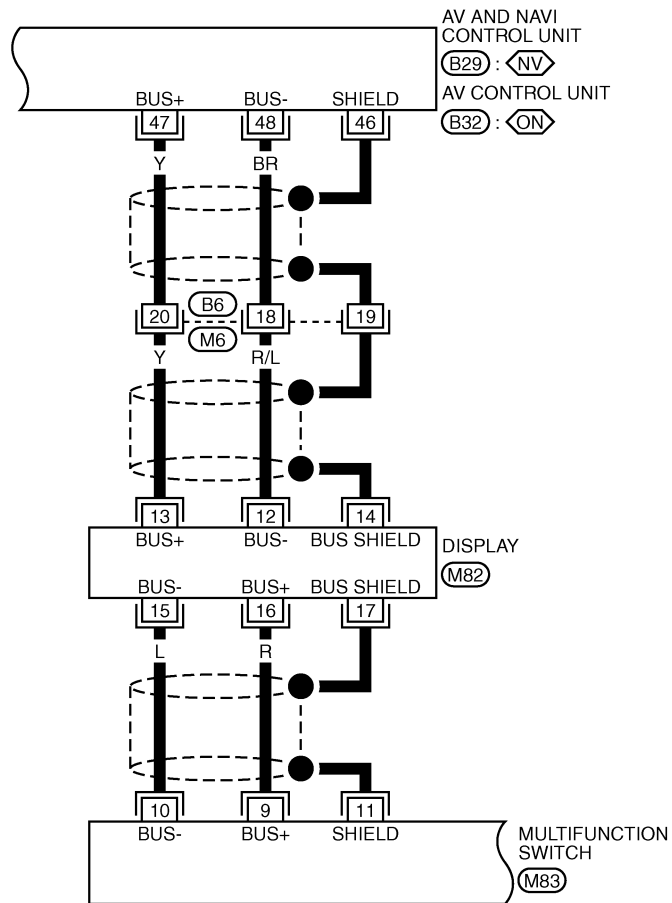 AV AND NAVI
CONTROL UNIT
B29 : NV
AV CONTROL UNIT
B32 : ON
BUS+ BUS- SHIELD
47 48 46
Y BR
B6
20 18 19
M6
Y R/L
13 12 14
BUS+ BUS- BUS SHIELD
DISPLAY
M82
BUS- BUS+ BUS SHIELD
15 16 17
L R
10 9 11
BUS- BUS+ SHIELD
MULTIFUNCTION
SWITCH
M83